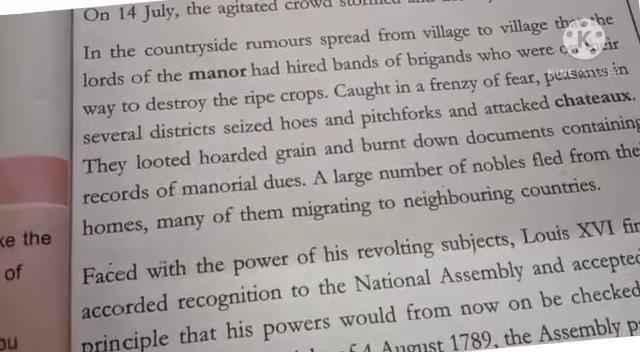 On 14 July, the agitated crowd stormed and
In the countryside rumours spread from village to village that the
lords of the manor had hired bands of brigands who were on their
way to destroy the ripe crops. Caught in a frenzy of fear, peasants in
several districts seized hoes and pitchforks and attacked chateaux.
They looted hoarded grain and burnt down documents containing
records of manorial dues. A large number of nobles fled from the
homes, many of them migrating to neighbouring countries.
Faced with the power of his revolting subjects, Louis XVI fin
accorded recognition to the National Assembly and accepted
principle that his powers would from now on be checked
of 4 August 1789, the Assembly p
ke the
of
ou
K